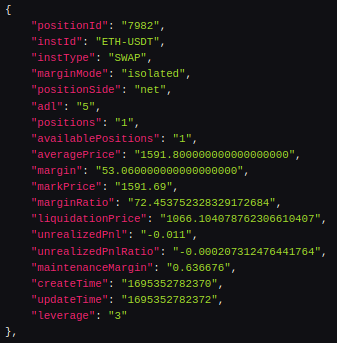 {
"positionId": "7982",
"instId": "ETH-USDT",
"instType": "SWAP",
"marginMode": "isolated",
"positionSide": "net",
"adl": "5",
"positions": "1",
"availablePositions": "1",
"averagePrice": "1591.800000000000000000",
"margin": "53.060000000000000000",
"markPrice": "1591.69",
"marginRatio": "72.453752328329172684",
"liquidationPrice": "1066.104078762306610407",
"unrealizedPnl": "-0.011",
"unrealizedPnlRatio": "-0.000207312476441764",
"maintenanceMargin": "0.636676",
"createTime": "1695352782370",
"updateTime": "1695352782372",
"leverage": "3"
},